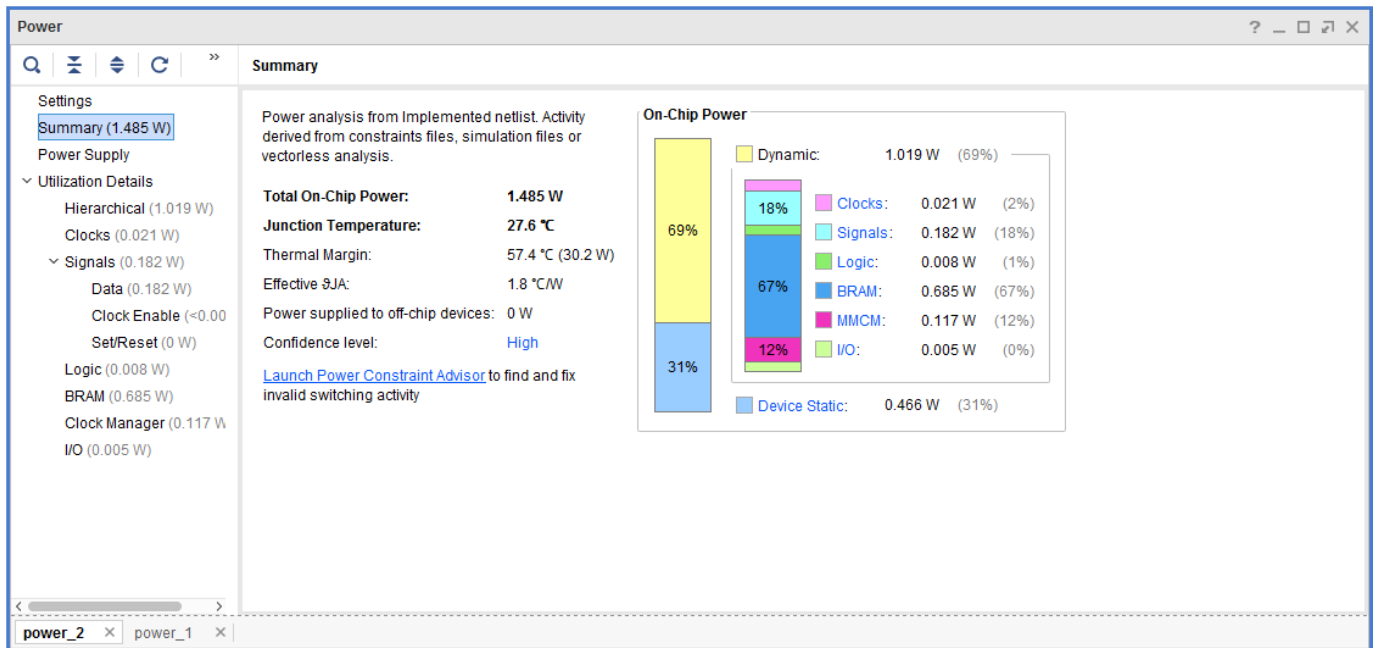 Power
? _
»
Summary
Settings
Summary (1.485 W)
Power Supply
Utilization Details
Hierarchical (1.019 W)
Clocks (0.021 W)
Signals (0.182 W)
Data (0.182 W)
Clock Enable (<0.00
Set/Reset (0 W)
Logic (0.008 W)
BRAM (0.685 W)
Clock Manager (0.117 W
I/O (0.005 W)
Power analysis from Implemented netlist. Activity
derived from constraints files, simulation files or
vectorless analysis.
Total On-Chip Power: 1.485 W
Junction Temperature: 27.6 °C
Thermal Margin: 57.4 °C (30.2 W)
Effective ϑJA: 1.8 °C/W
Power supplied to off-chip devices: 0 W
Confidence level: High
Launch Power Constraint Advisor to find and fix
invalid switching activity
On-Chip Power
69%
31%
Dynamic: 1.019 W (69%)
18%
67%
12%
Clocks: 0.021 W (2%)
Signals: 0.182 W (18%)
Logic: 0.008 W (1%)
BRAM: 0.685 W (67%)
MMCM: 0.117 W (12%)
I/O: 0.005 W (0%)
Device Static: 0.466 W (31%)
power_2 power_1